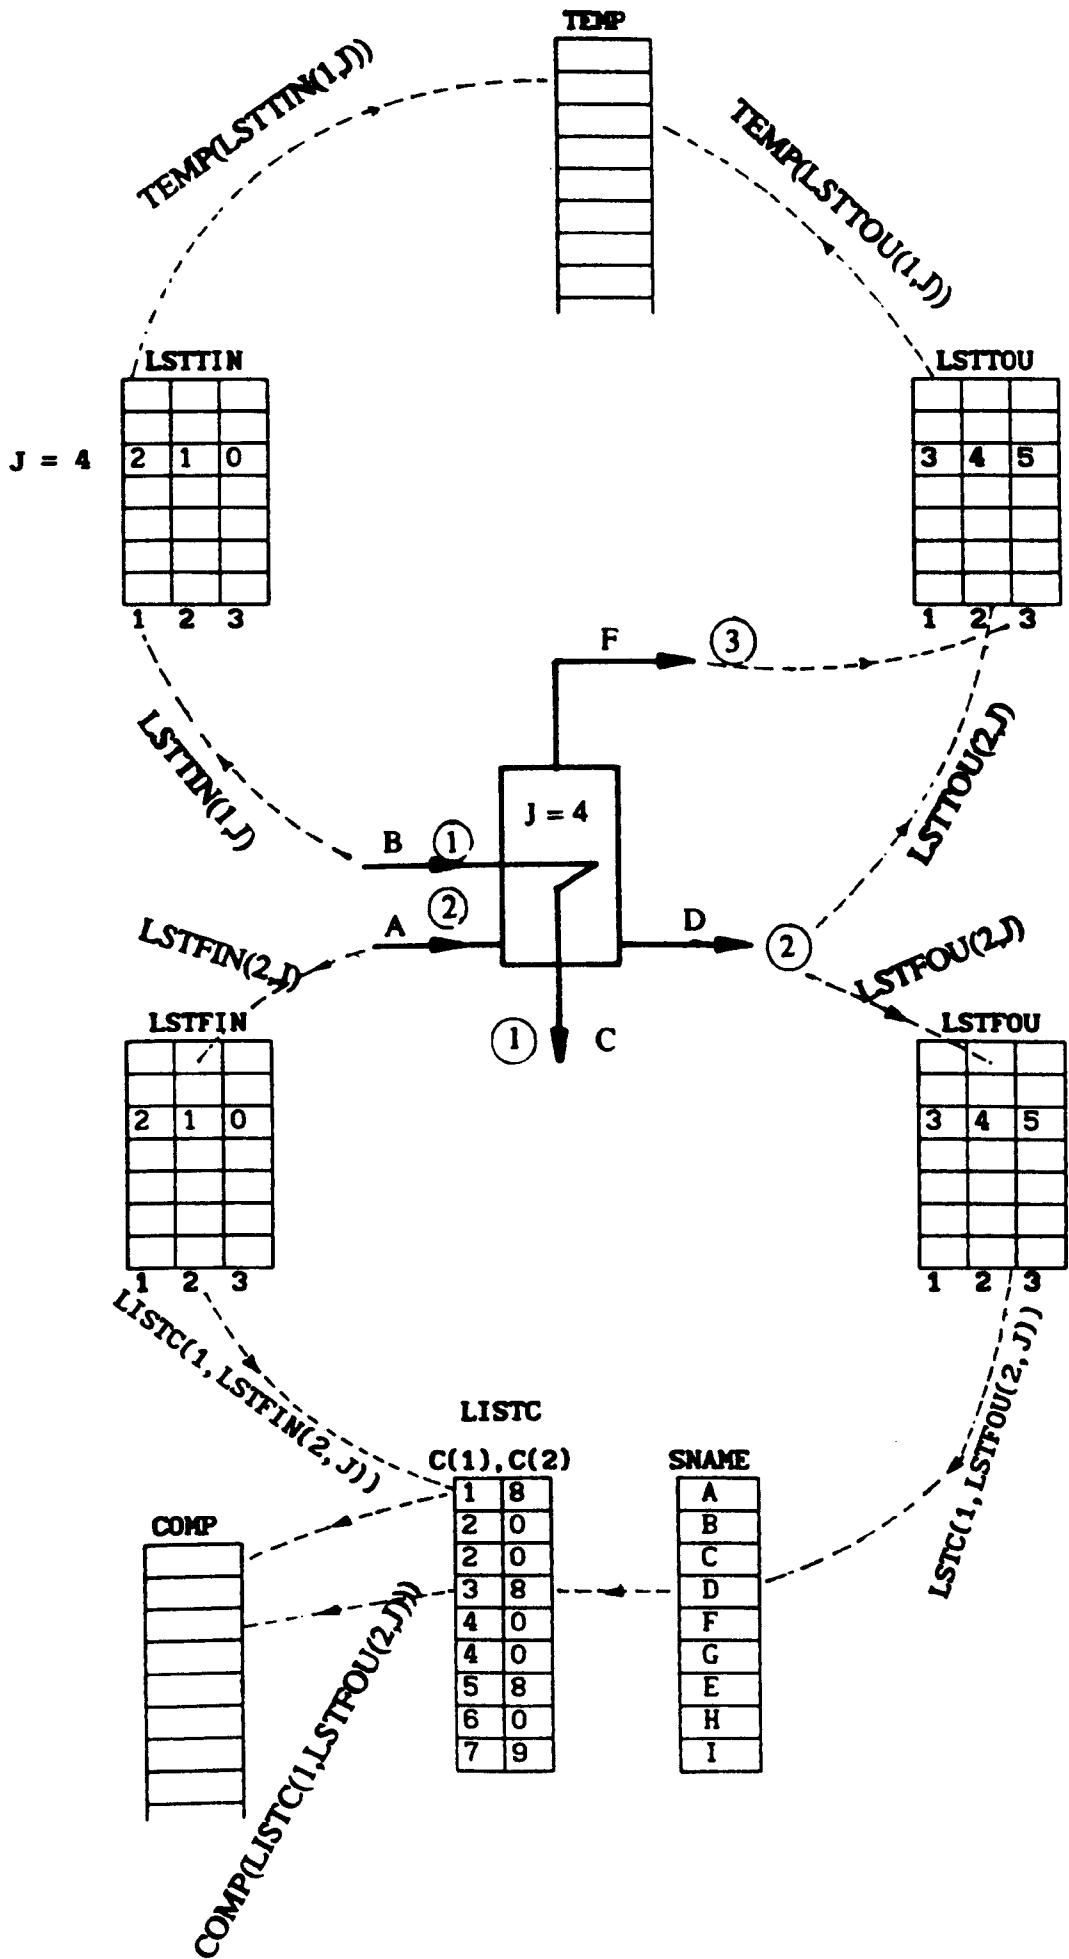 TEMP
TEMP(LSTTIN(1,J))
TEMP(LSTTOU(1,J))
LSTTIN
LSTTOU
J = 4
2 1 0
3 4 5
1 2 3
1 2 3
F
3
LSTTIN(1,J)
LSTTOU(2,J)
J = 4
B
1
2
A
D
2
LSTFIN(2,J)
LSTFOU(2,J)
1
C
LSTFIN
LSTFOU
2 1 0
3 4 5
1 2 3
1 2 3
LISTC(1,LSTFIN(2,J))
LSTC(1,LSTFOU(2,J))
LISTC
C(1),C(2)
SNAME
1 8
A
COMP
2 0
B
2 0
C
3 8
D
4 0
F
4 0
G
5 8
E
6 0
H
7 9
I
COMP(LISTC(1,LSTFOU(2,J)))